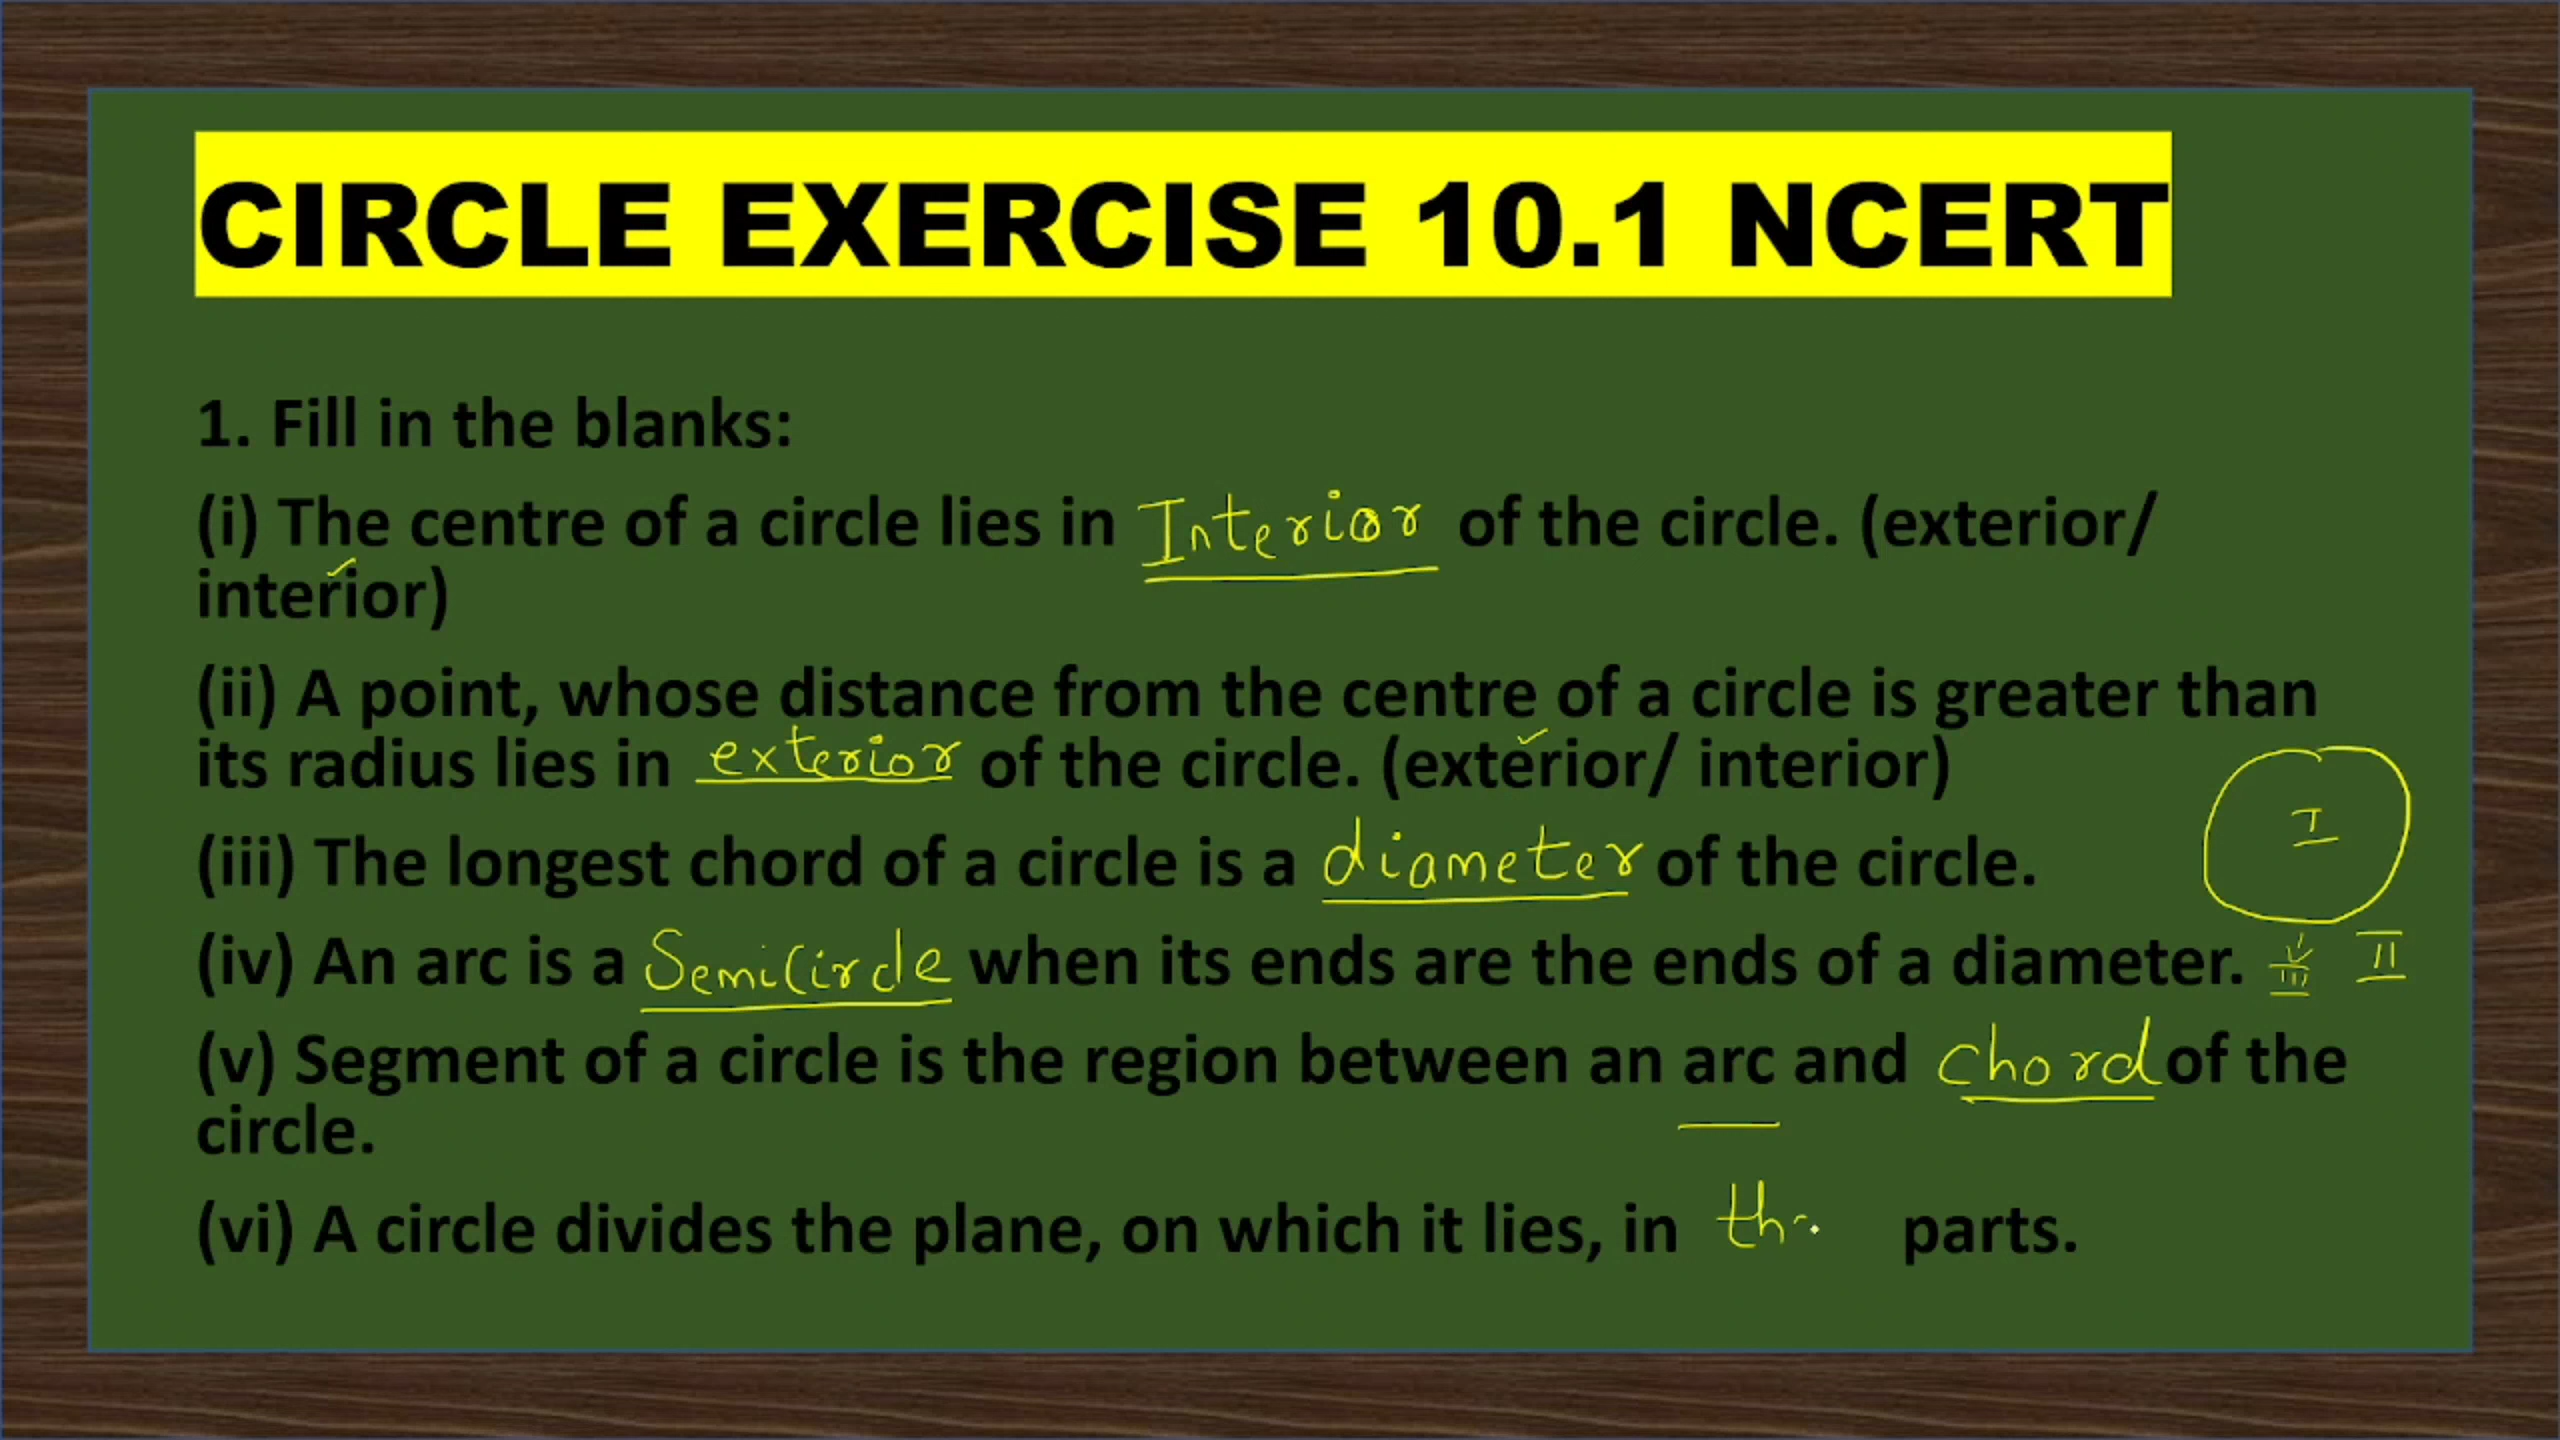 CIRCLE EXERCISE 10.1 NCERT
1. Fill in the blanks:
(i) The centre of a circle lies in Interior of the circle. (exterior/
interior)
(ii) A point, whose distance from the centre of a circle is greater than
its radius lies in exterior of the circle. (exterior/ interior)
I
(iii) The longest chord of a circle is a diameter of the circle.
(iv) An arc is a Semicircle when its ends are the ends of a diameter. III II
(v) Segment of a circle is the region between an arc and chord of the
circle.
(vi) A circle divides the plane, on which it lies, in th parts.